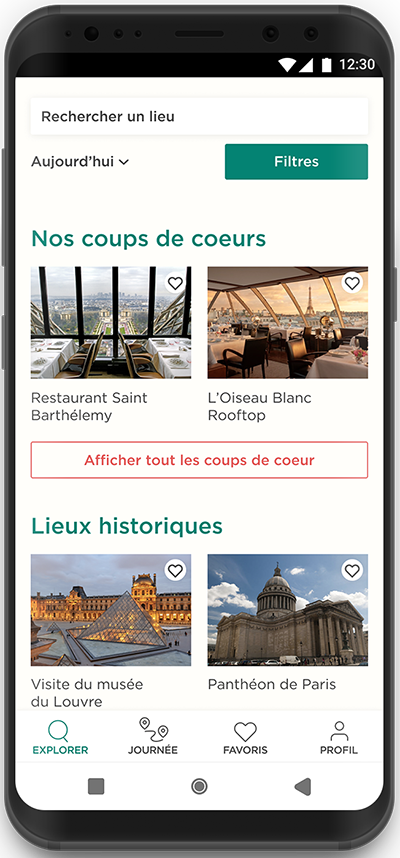 12:30
Rechercher un lieu
Aujourd'hui
Filtres
Nos coups de coeurs
Restaurant Saint
Barthélemy
L'Oiseau Blanc
Rooftop
Afficher tout les coups de coeur
Lieux historiques
Visite du musée
du Louvre
Panthéon de Paris
EXPLORER
JOURNÉE
FAVORIS
PROFIL